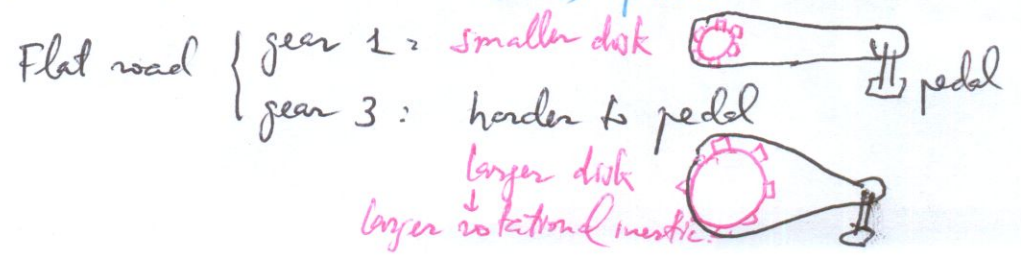 Flat road { gear 1 : smaller disk
pedal
gear 3 : harder to pedal
larger disk
↓
larger rotational inertia.